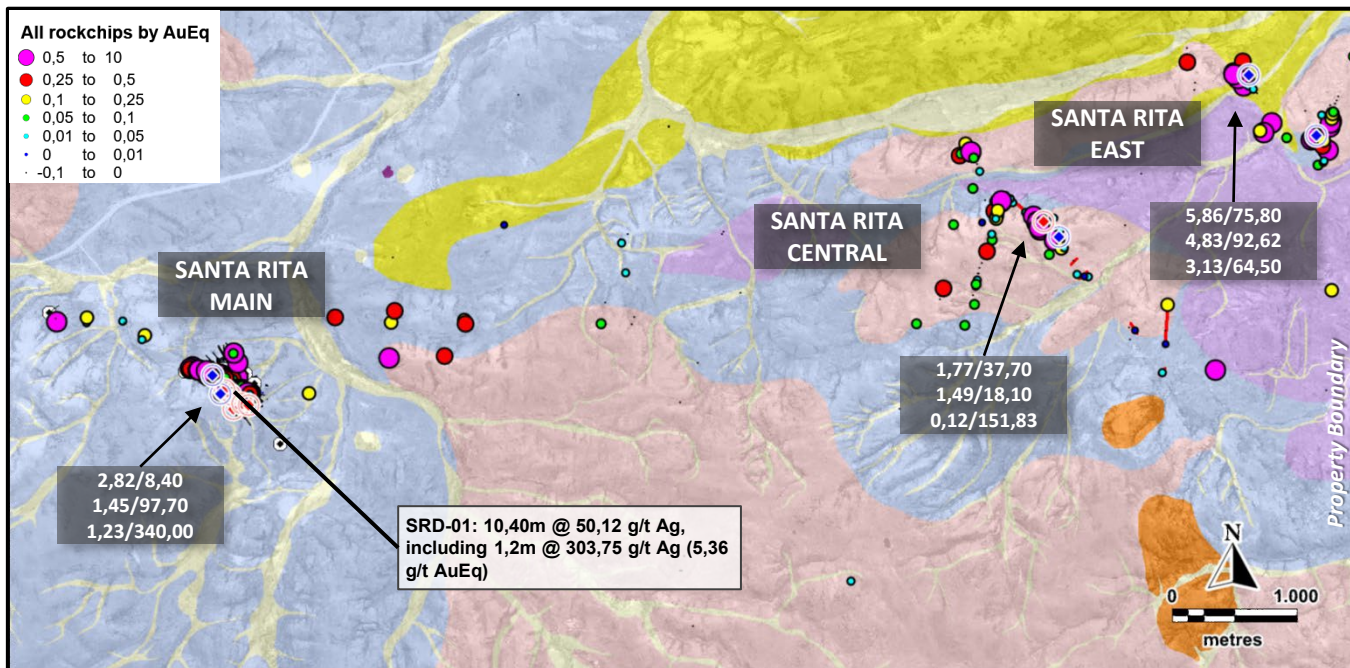 All rockchips by AuEq
0,5 to 10
0,25 to 0,5
0,1 to 0,25
0,05 to 0,1
0,01 to 0,05
0 to 0,01
-0,1 to 0
SANTA RITA
MAIN
SANTA RITA
CENTRAL
SANTA RITA
EAST
5,86/75,80
4,83/92,62
3,13/64,50
1,77/37,70
1,49/18,10
0,12/151,83
2,82/8,40
1,45/97,70
1,23/340,00
SRD-01: 10,40m @ 50,12 g/t Ag,
including 1,2m @ 303,75 g/t Ag (5,36
g/t AuEq)
Property Boundary
N
0 1.000
metres